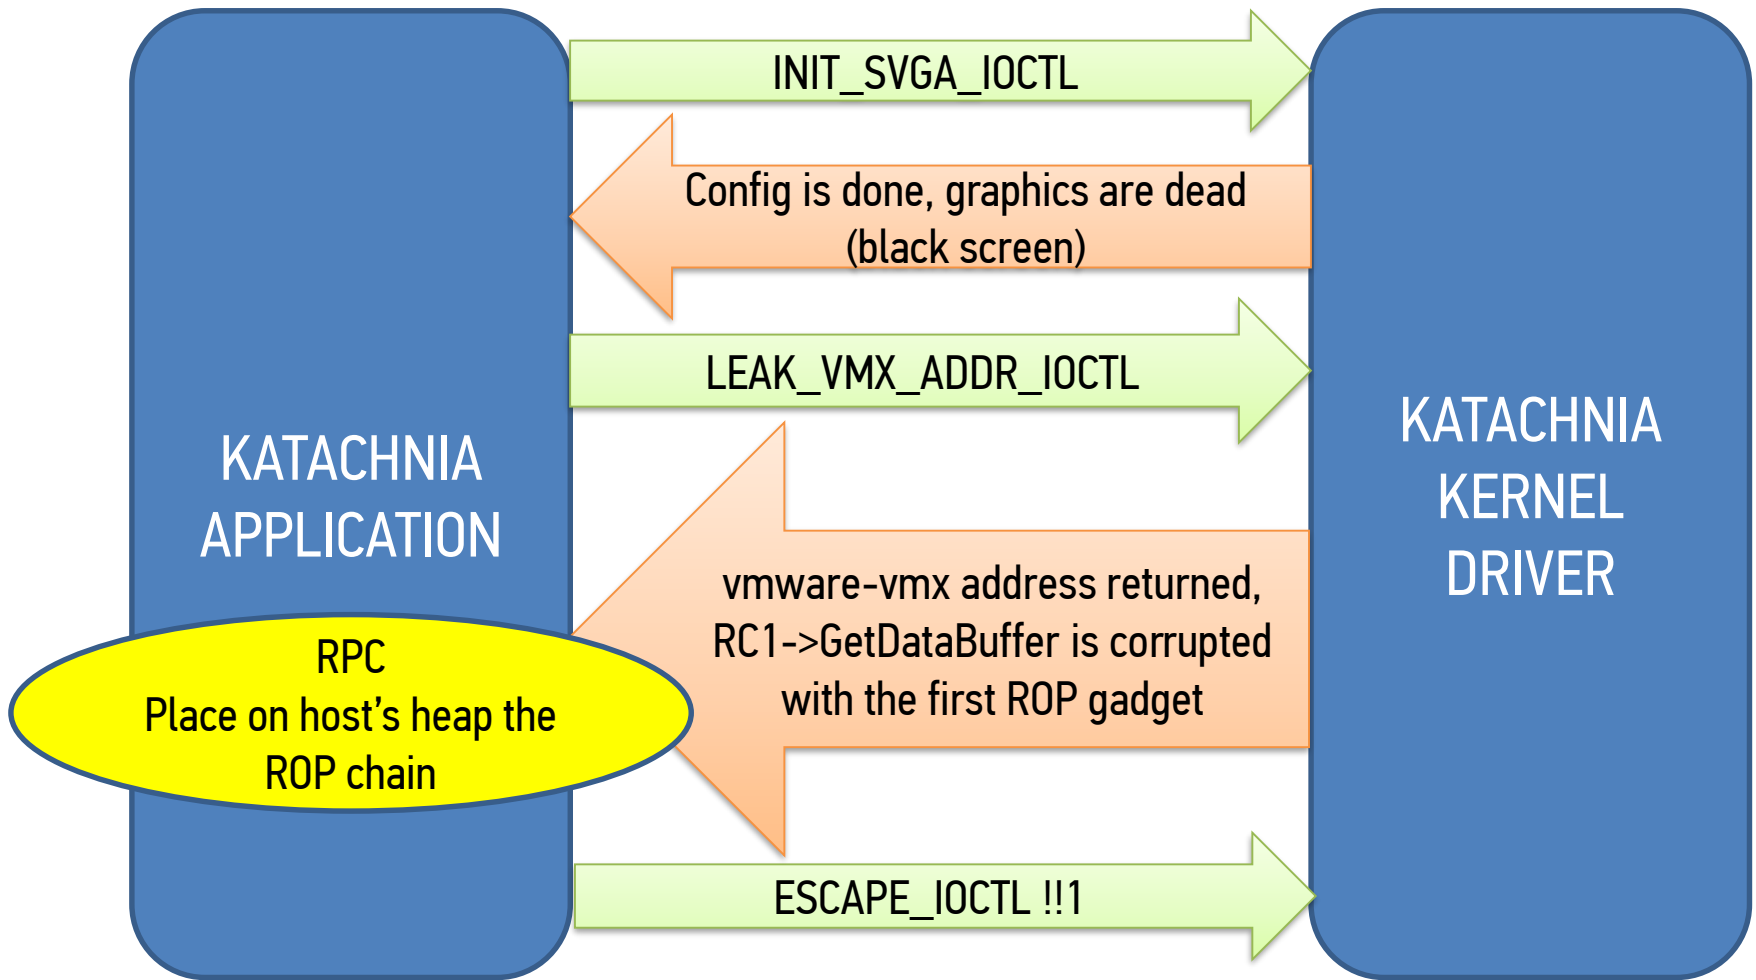 INIT_SVGA_IOCTL
Config is done, graphics are dead
(black screen)
LEAK_VMX_ADDR_IOCTL
KATACHNIA
APPLICATION
KATACHNIA
KERNEL
DRIVER
vmware-vmx address returned,
RC1->GetDataBuffer is corrupted
with the first ROP gadget
RPC
Place on host’s heap the
ROP chain
ESCAPE_IOCTL !!1